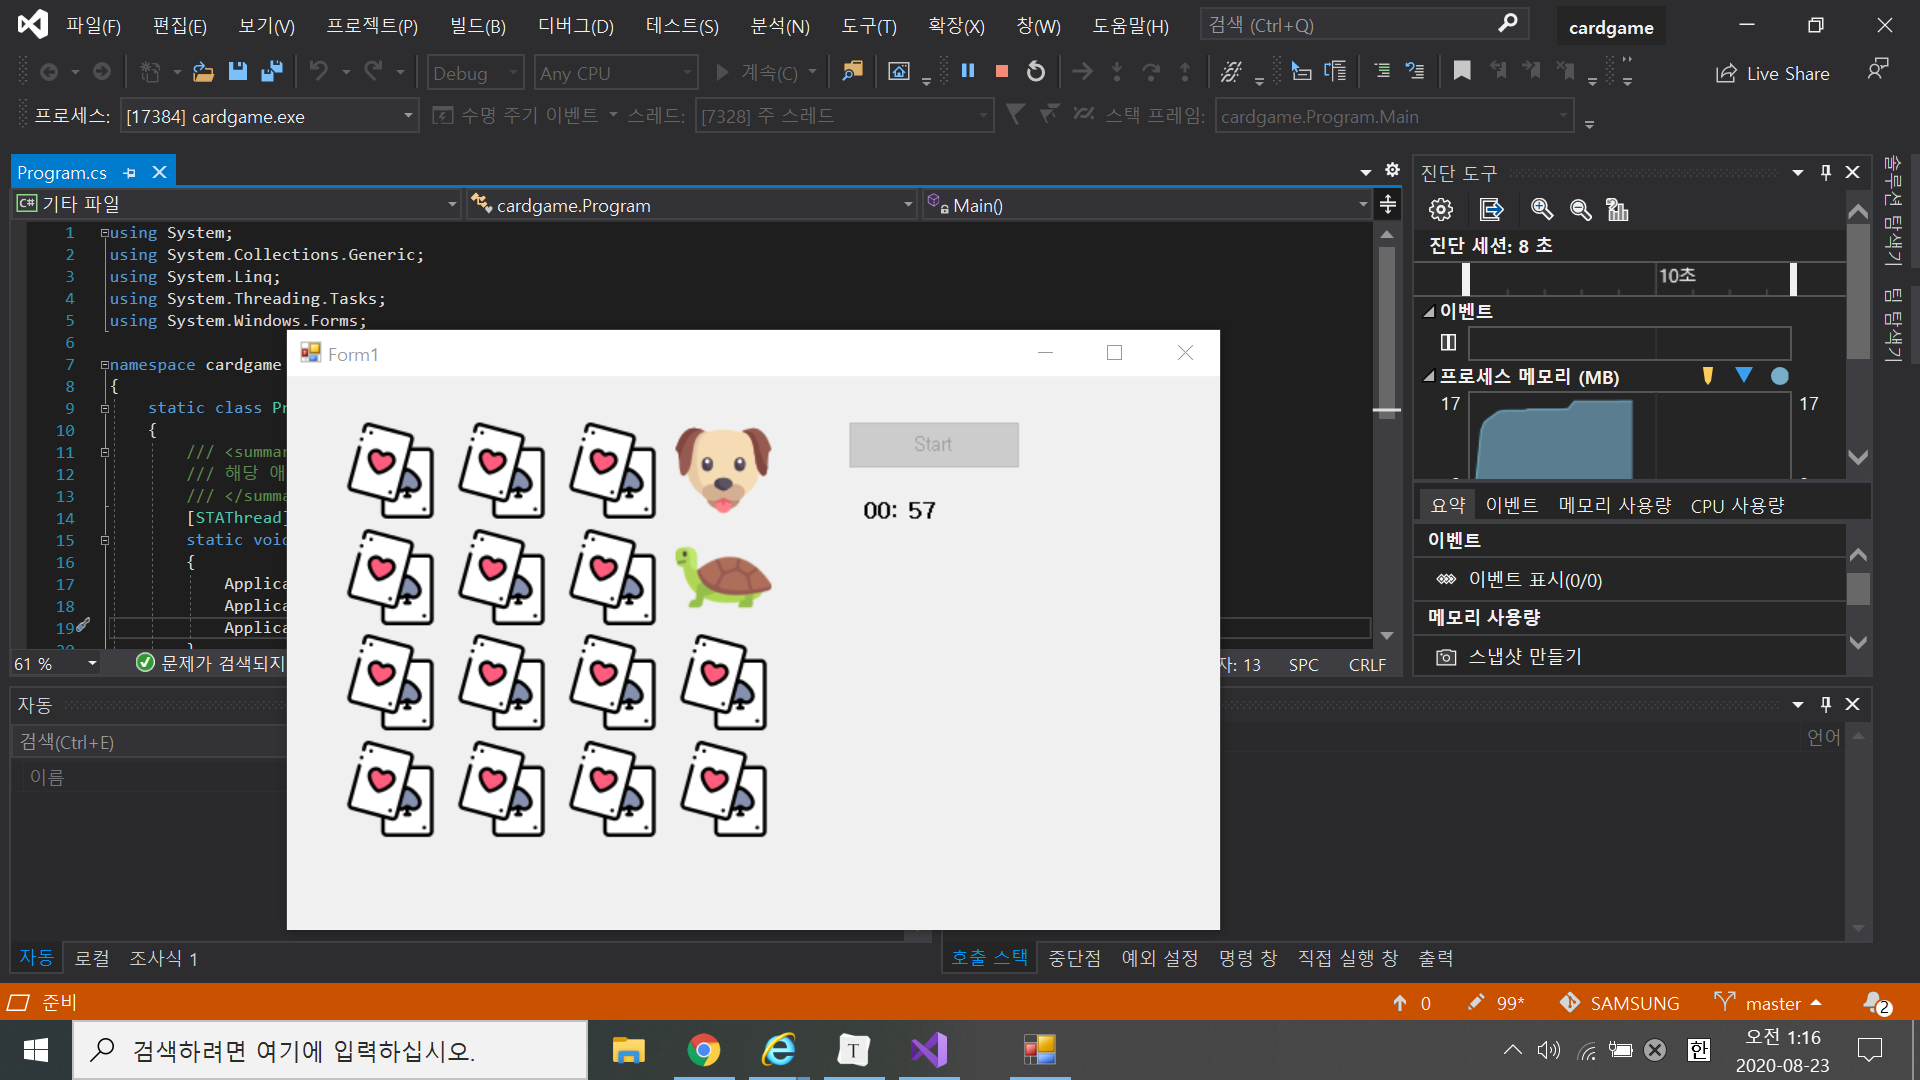 파일(F) 편집(E) 보기(V) 프로젝트(P) 빌드(B) 디버그(D) 테스트(S) 분석(N) 도구(T) 확장(X) 창(W) 도움말(H) 검색 (Ctrl+Q) cardgame
Debug Any CPU 계속(C) Live Share
프로세스: [17384] cardgame.exe 수명 주기 이벤트 스레드: [7328] 주 스레드 스택 프레임: cardgame.Program.Main
Program.cs
C# 기타 파일 cardgame.Program Main()
1 using System;
2 using System.Collections.Generic;
3 using System.Linq;
4 using System.Threading.Tasks;
5 using System.Windows.Forms;
6
7 namespace cardgame
8 {
9 static class Pr
10 {
11 /// <summar
12 /// 해당 애
13 /// </summa
14 [STAThread]
15 static void
16 {
17 Applica
18 Applica
19 Applica
61 % 문제가 검색되지
자: 13 SPC CRLF
Form1
Start
00: 57
진단 도구
진단 세션: 8 초
10초
이벤트
프로세스 메모리 (MB)
17 17
요약 이벤트 메모리 사용량 CPU 사용량
이벤트
이벤트 표시(0/0)
메모리 사용량
스냅샷 만들기
솔루션 탐색기
팀 탐색기
자동
검색(Ctrl+E)
이름
언어
자동 로컬 조사식 1
호출 스택 중단점 예외 설정 명령 창 직접 실행 창 출력
준비 0 99* SAMSUNG master 2
검색하려면 여기에 입력하십시오.
T
한
오전 1:16
2020-08-23